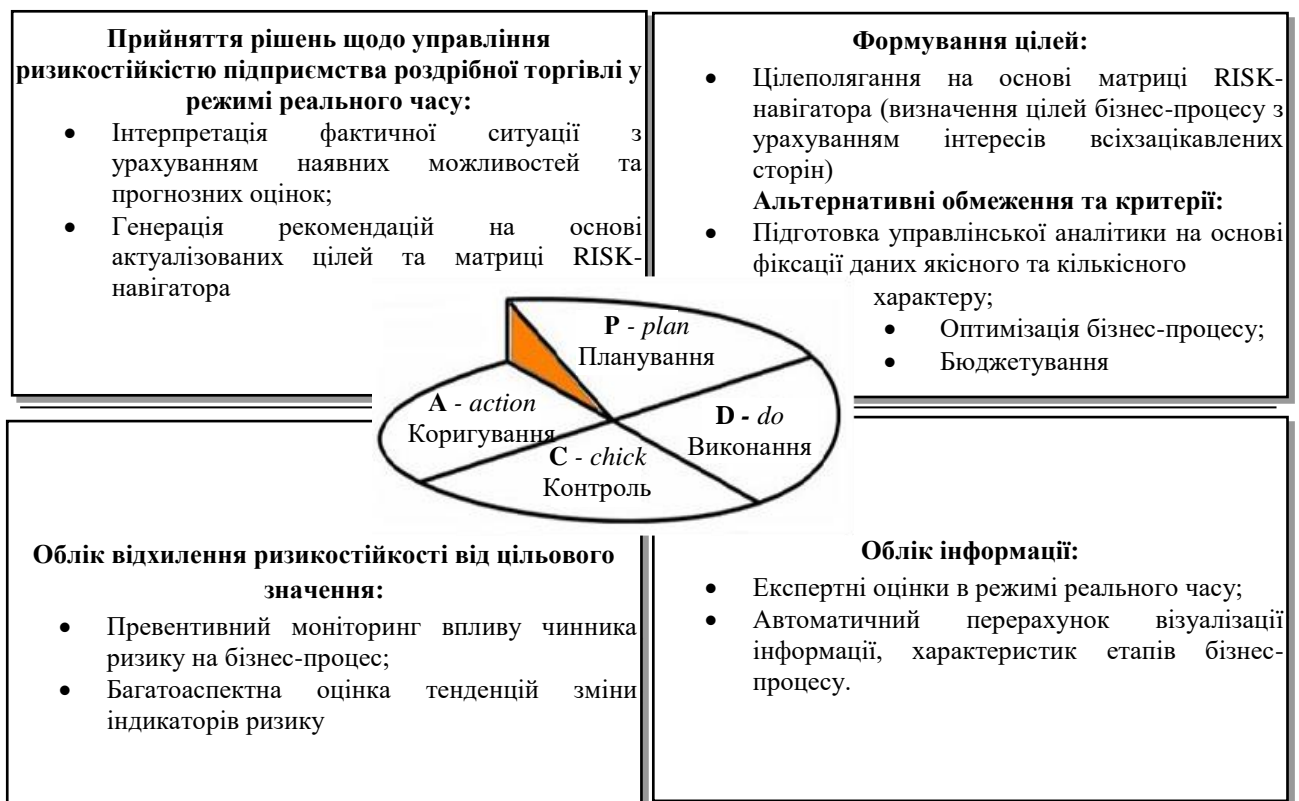 Прийняття рішень щодо управління
ризикостійкістю підприємства роздрібної торгівлі у
режимі реального часу:
• Інтерпретація фактичної ситуації з
урахуванням наявних можливостей та
прогнозних оцінок;
• Генерація рекомендацій на основі
актуалізованих цілей та матриці RISK-
навігатора
Формування цілей:
• Цілеполягання на основі матриці RISK-
навігатора (визначення цілей бізнес-процесу з
урахуванням інтересів всіхзацікавлених
сторін)
Альтернативні обмеження та критерії:
• Підготовка управлінської аналітики на основі
фіксації даних якісного та кількісного
характеру;
• Оптимізація бізнес-процесу;
• Бюджетування
P - plan
Планування
A - action
Коригування
D - do
Виконання
C - chick
Контроль
Облік відхилення ризикостійкості від цільового
значення:
• Превентивний моніторинг впливу чинника
ризику на бізнес-процес;
• Багатоаспектна оцінка тенденцій зміни
індикаторів ризику
Облік інформації:
• Експертні оцінки в режимі реального часу;
• Автоматичний перерахунок візуалізації
інформації, характеристик етапів бізнес-
процесу.